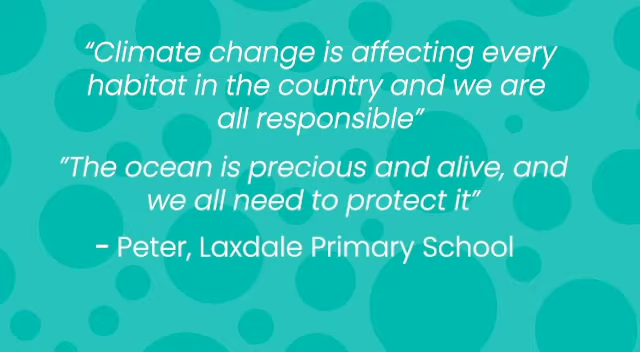 “Climate change is affecting every
habitat in the country and we are
all responsible”
”The ocean is precious and alive, and
we all need to protect it”
- Peter, Laxdale Primary School